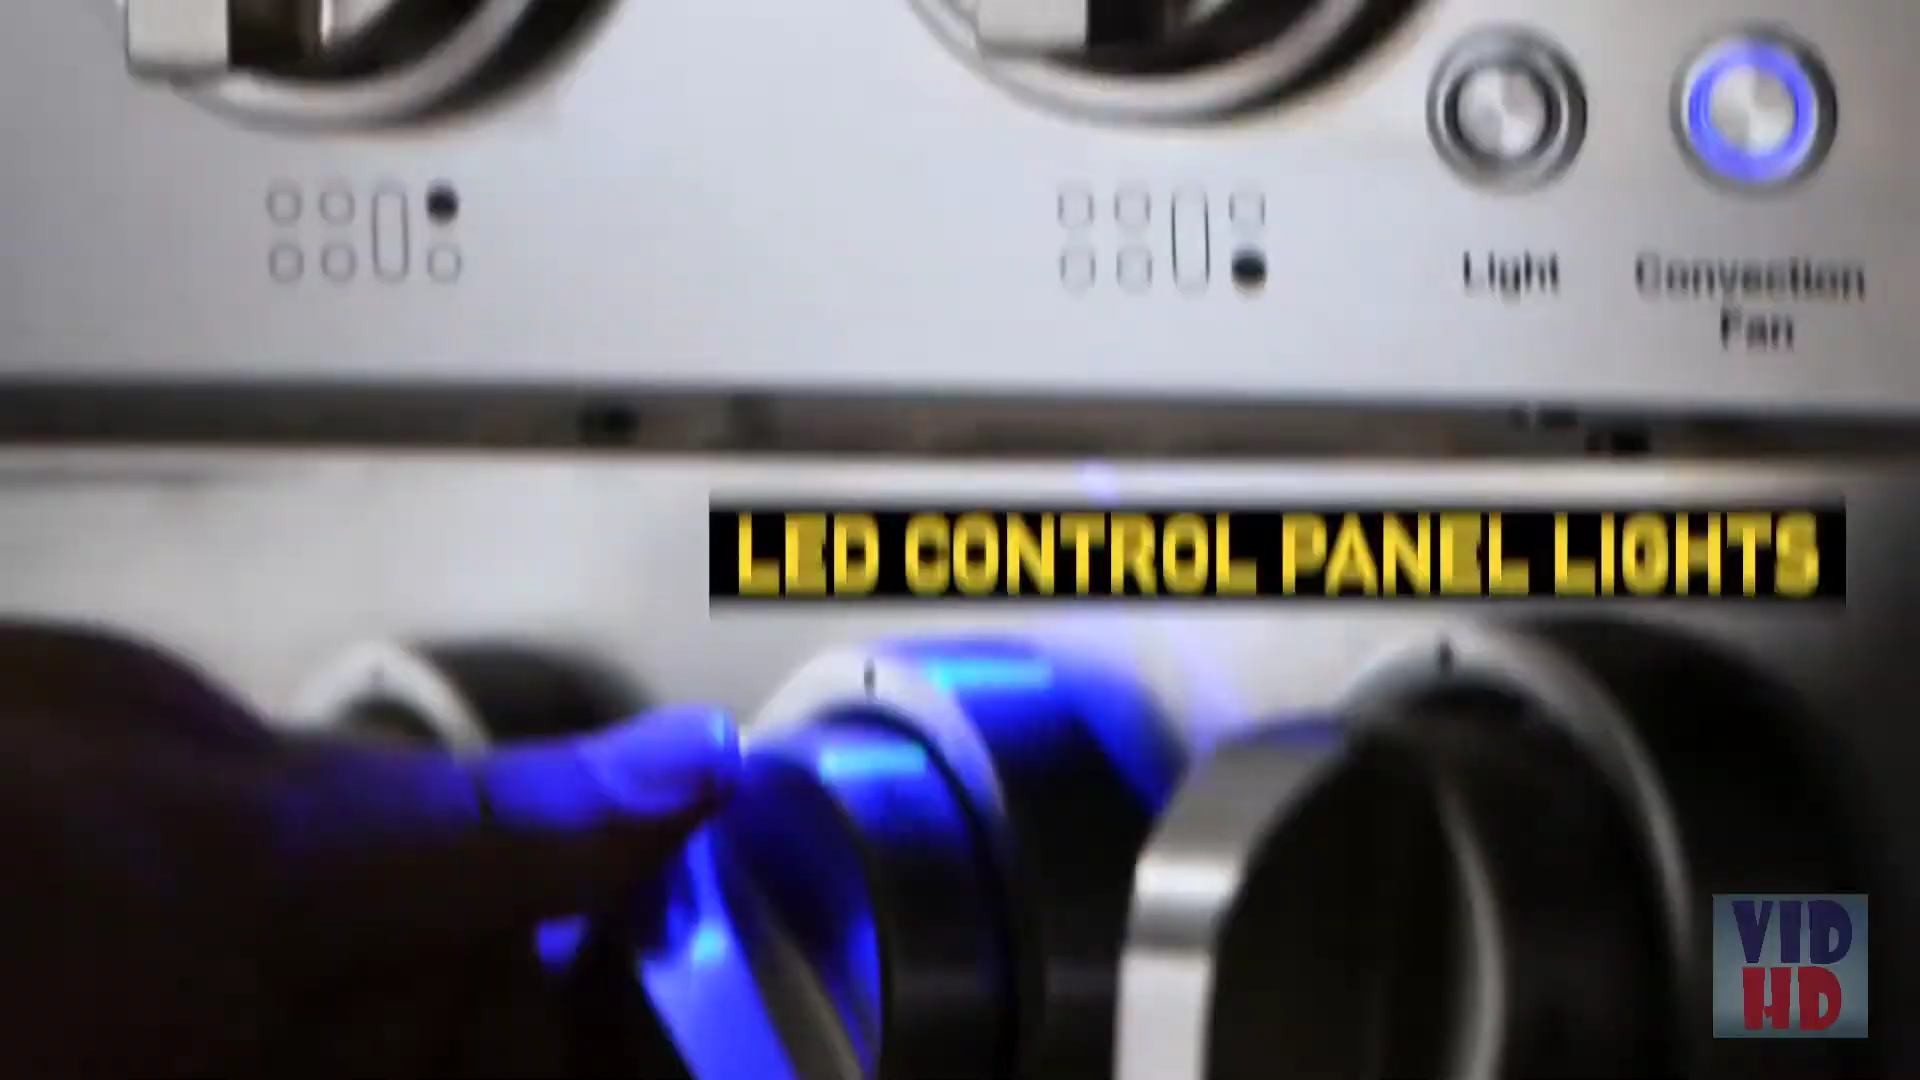 Light
Convection
Fan
LED CONTROL PANEL LIGHTS
VID
HD